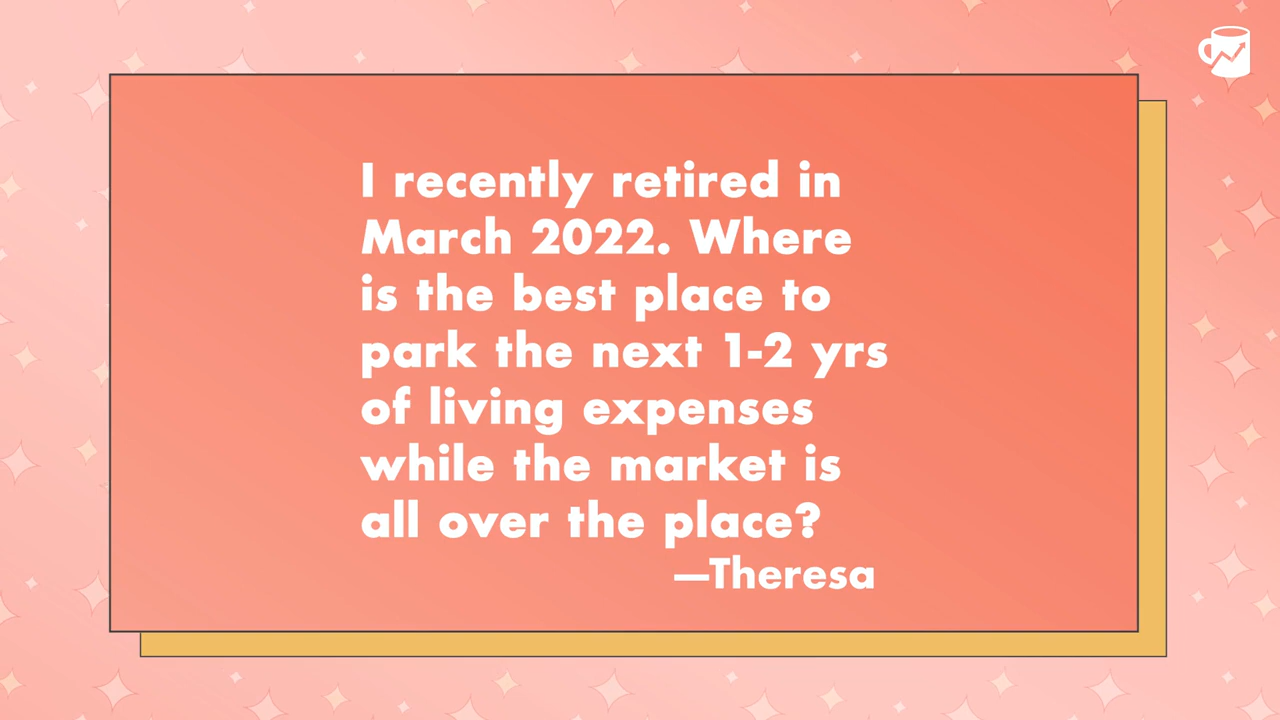 I recently retired in
March 2022. Where
is the best place to
park the next 1-2 yrs
of living expenses
while the market is
all over the place?
—Theresa